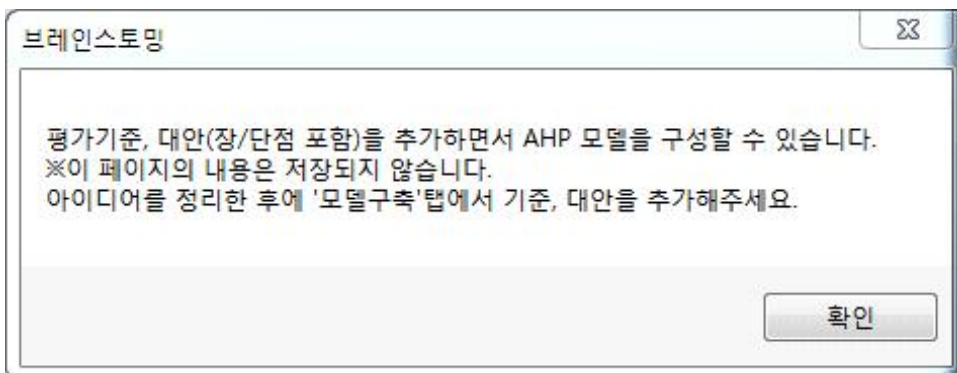 브레인스토밍
평가기준, 대안(장/단점 포함)을 추가하면서 AHP 모델을 구성할 수 있습니다.
※이 페이지의 내용은 저장되지 않습니다.
아이디어를 정리한 후에 '모델구축'탭에서 기준, 대안을 추가해주세요.
확인